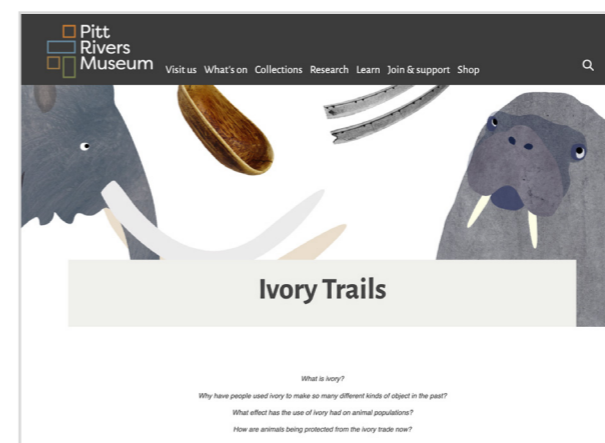 Pitt
Rivers
Museum
Visit us What's on Collections Research Learn Join & support Shop
Ivory Trails
What is ivory?
Why have people used ivory to make so many different kinds of object in the past?
What effect has the use of ivory had on animal populations?
How are animals being protected from the ivory trade now?